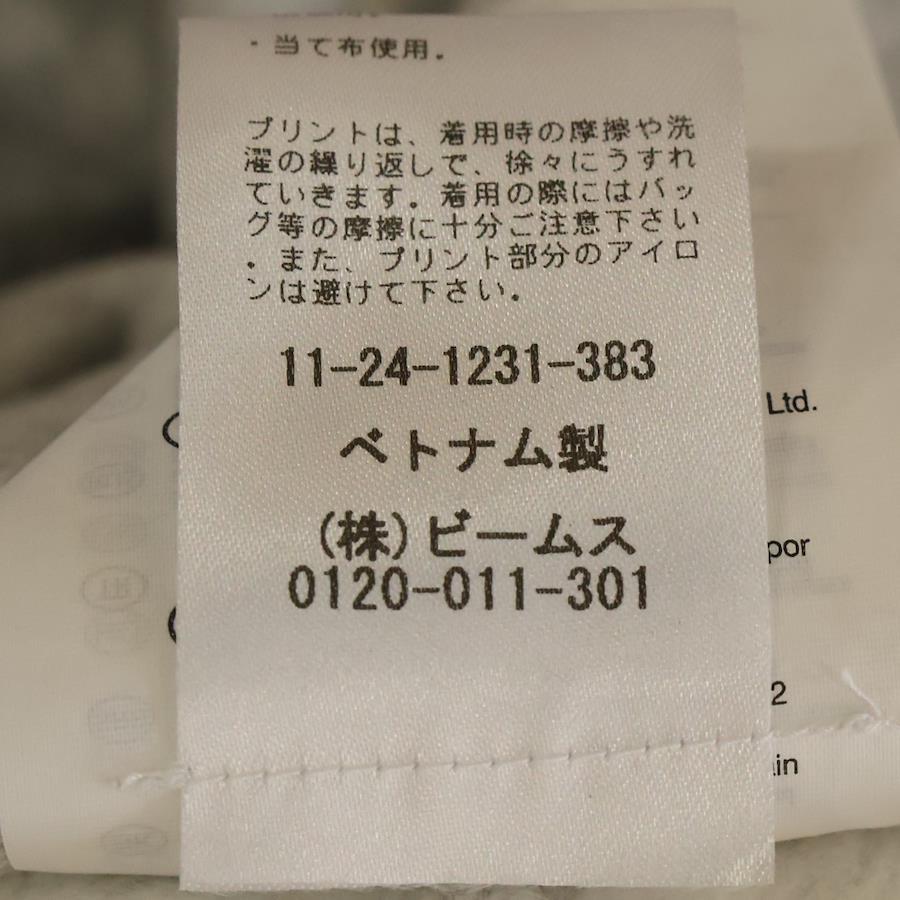 ・当て布使用.
プリントは、着用時の摩擦や洗
濯の繰り返しで、徐々にうすれ
ていきます。着用の際にはバッ
グ等の摩擦に十分ご注意下さい
。また、プリント部分のアイロ
ンは避けて下さい。
11-24-1231-383
ベトナム製
(株)ビームス
0120-011-301
Ltd.
por
2
ain